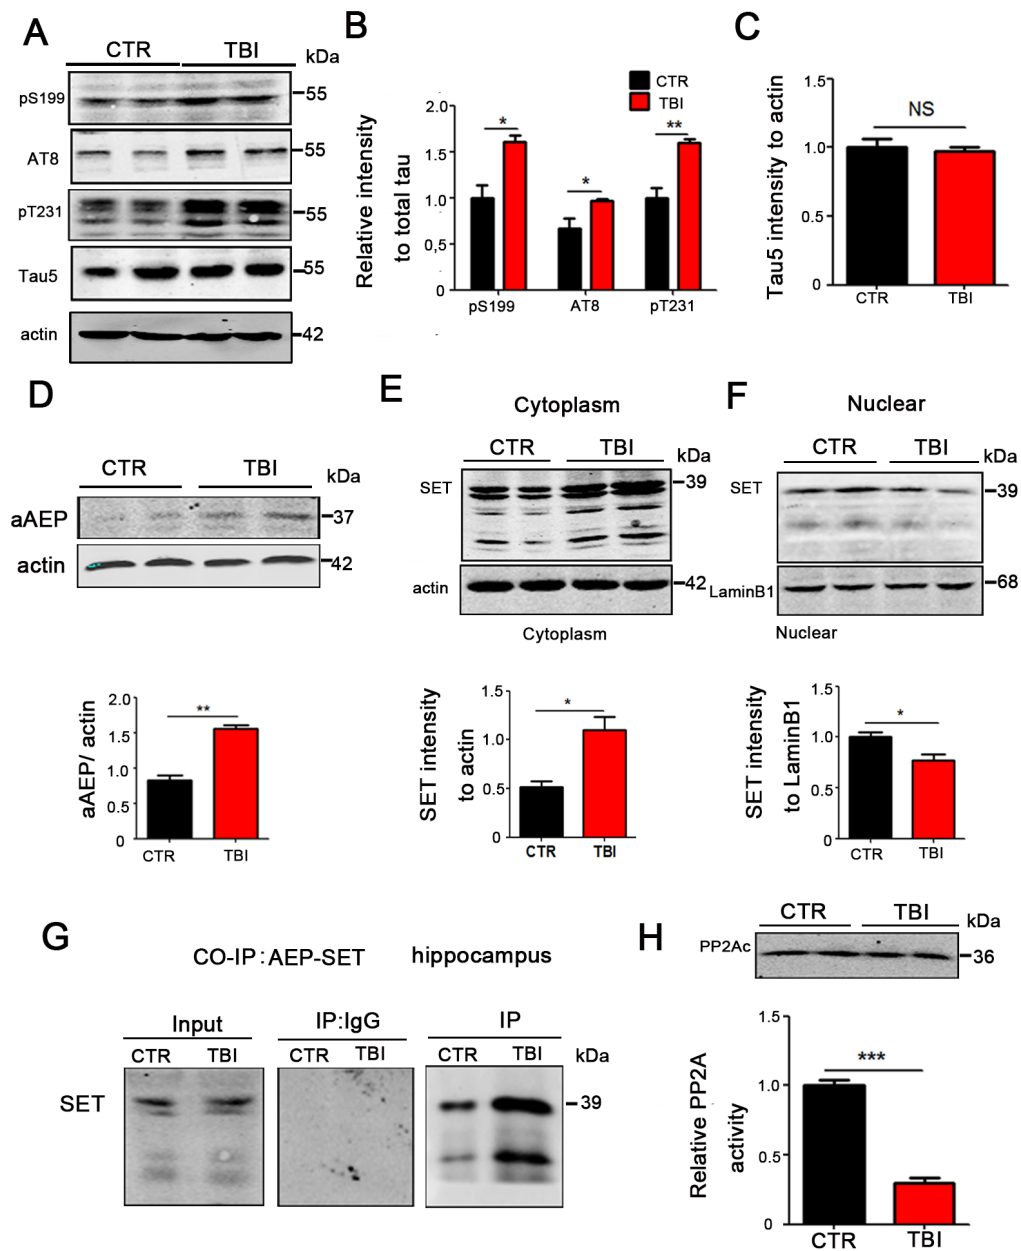 A
CTR TBI kDa
pS199 55
AT8 55
pT231 55
Tau5 55
actin 42
B
CTR
TBI
Relative intensity
to total tau
2.0
1.5
1.0
0,5
0
* * **
pS199 AT8 pT231
C
Tau5 intensity to actin
1.5
1.0
0.5
0
NS
CTR TBI
D
CTR TBI kDa
aAEP 37
actin 42
aAEP/ actin
2.0
1.5
1.0
0.5
0
**
CTR TBI
E
Cytoplasm
CTR TBI kDa
SET 39
actin 42
Cytoplasm
SET intensity
to actin
1.5
1.0
0.5
0
*
CTR TBI
F
Nuclear
CTR TBI kDa
SET 39
LaminB1 68
Nuclear
SET intensity
to LaminB1
1.5
1.0
0.5
0
*
CTR TBI
G
CO-IP:AEP-SET hippocampus
Input IP:IgG IP
CTR TBI CTR TBI CTR TBI kDa
SET 39
H
CTR TBI kDa
PP2Ac 36
Relative PP2A
activity
1.5
1.0
0.5
0
***
CTR TBI